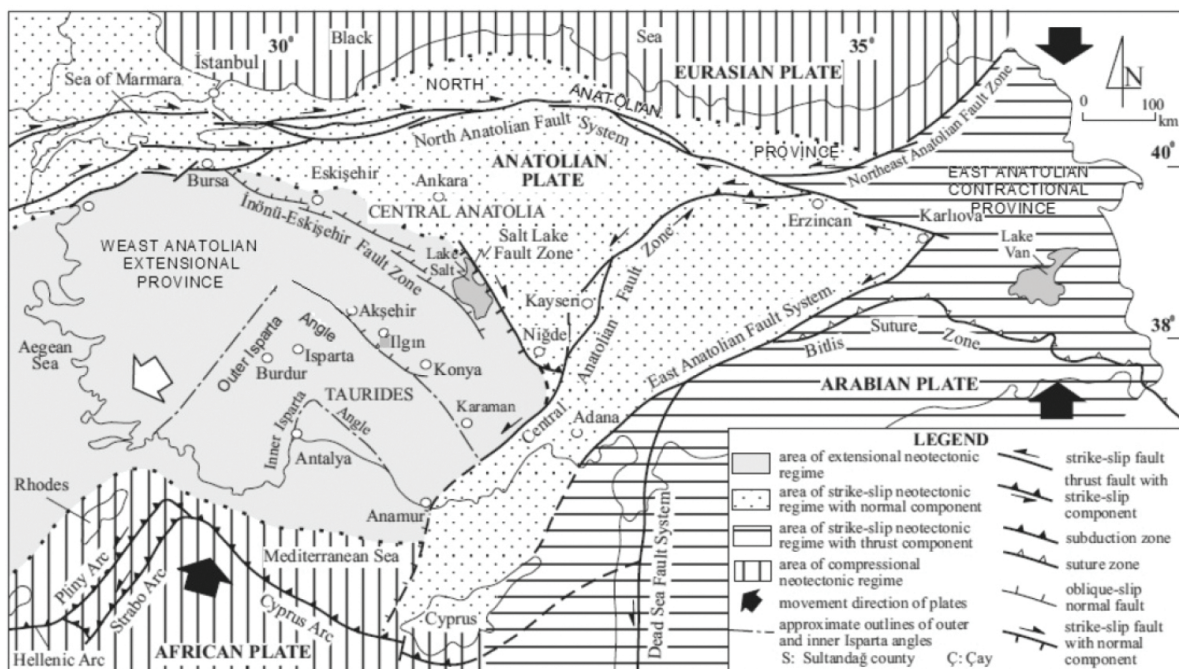 30°
Black
Sea
35°
İstanbul
Sea of Marmara
NORTH
ANATOLIAN
PROVINCE
EURASIAN PLATE
N
0 100
km
North Anatolian Fault System
Northeast Anatolian Fault Zone
40°
Bursa
Eskişehir
Ankara
ANATOLIAN
PLATE
EAST ANATOLIAN
CONTRACTIONAL
PROVINCE
CENTRAL ANATOLIA
İnönü-Eskişehir Fault Zone
Erzincan
Karlıova
WEAST ANATOLIAN
EXTENSIONAL
PROVINCE
Salt Lake
Fault Zone
Lake
Salt
Lake
Van
Kayseri
Akşehir
Ilgın
Niğde
Central Anatolian Fault Zone
East Anatolian Fault System
Bitlis Suture Zone
38°
Aegean
Sea
Outer Isparta Angle
Isparta
Burdur
Konya
TAURIDES
ARABIAN PLATE
Karaman
Adana
Inner Isparta Angle
Antalya
Rhodes
Anamur
Mediterranean Sea
Pliny Arc
Strabo Arc
Cyprus Arc
Cyprus
Dead Sea Fault System
Hellenic Arc
AFRICAN PLATE
LEGEND
area of extensional neotectonic
regime
area of strike-slip neotectonic
regime with normal component
area of strike-slip neotectonic
regime with thrust component
area of compressional
neotectonic regime
movement direction of plates
approximate outlines of outer
and inner Isparta angles
S: Sultandağ county Ç: Çay
strike-slip fault
thrust fault with
strike-slip
component
subduction zone
suture zone
oblique-slip
normal fault
strike-slip fault
with normal
component